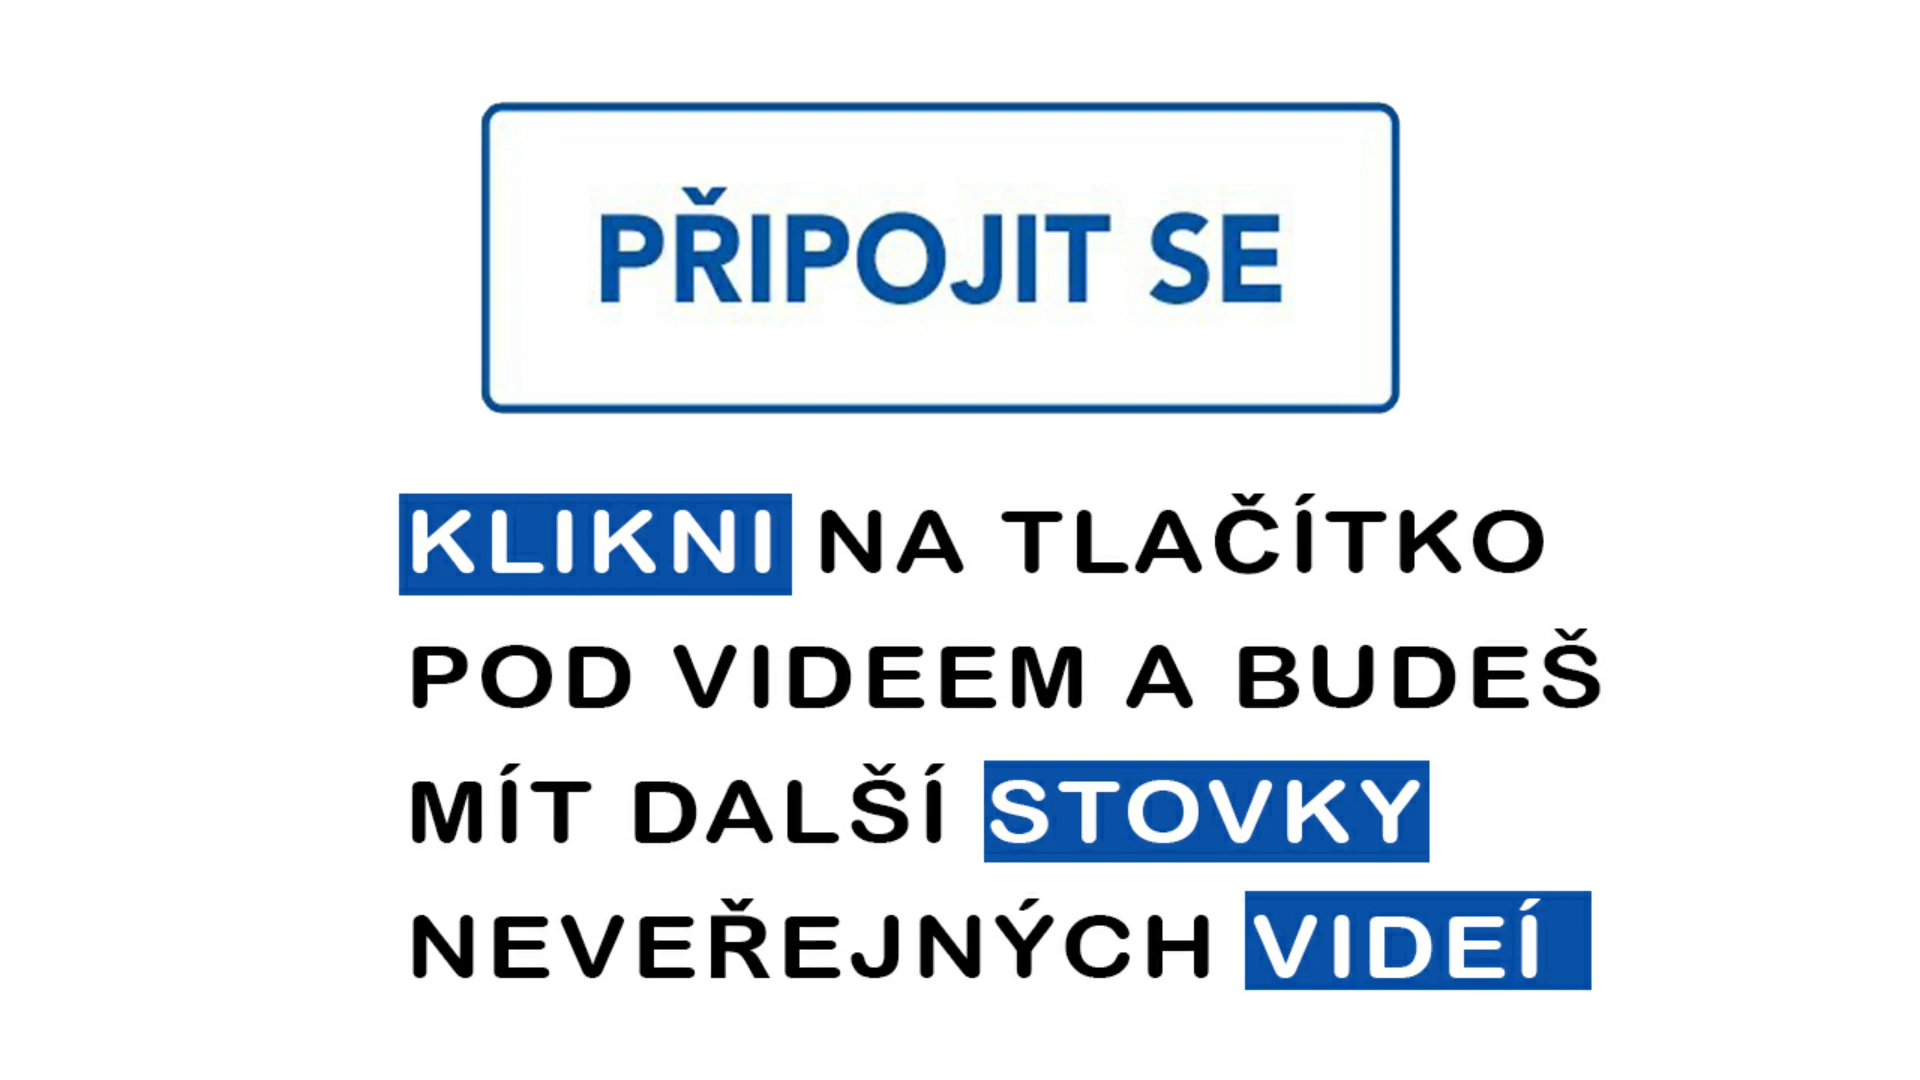 PŘIPOJIT SE
KLIKNI NA TLAČÍTKO
POD VIDEEM A BUDEŠ
MÍT DALŠÍ STOVKY
NEVEŘEJNÝCH VIDEÍ